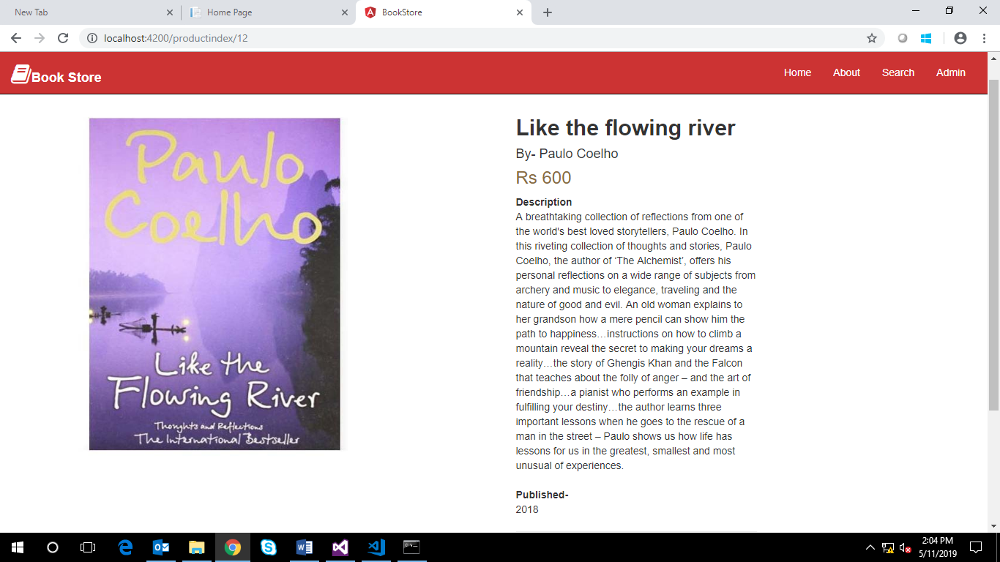 New Tab
Home Page
BookStore
localhost:4200/productindex/12
Book Store
Home
About
Search
Admin
Paulo
Coelho
Like the
Flowing River
Thoughts and Reflections
The International Bestseller
Like the flowing river
By- Paulo Coelho
Rs 600
Description
A breathtaking collection of reflections from one of
the world's best loved storytellers, Paulo Coelho. In
this riveting collection of thoughts and stories, Paulo
Coelho, the author of ‘The Alchemist’, offers his
personal reflections on a wide range of subjects from
archery and music to elegance, traveling and the
nature of good and evil. An old woman explains to
her grandson how a mere pencil can show him the
path to happiness…instructions on how to climb a
mountain reveal the secret to making your dreams a
reality…the story of Ghengis Khan and the Falcon
that teaches about the folly of anger – and the art of
friendship…a pianist who performs an example in
fulfilling your destiny…the author learns three
important lessons when he goes to the rescue of a
man in the street – Paulo shows us how life has
lessons for us in the greatest, smallest and most
unusual of experiences.
Published-
2018
2:04 PM
5/11/2019